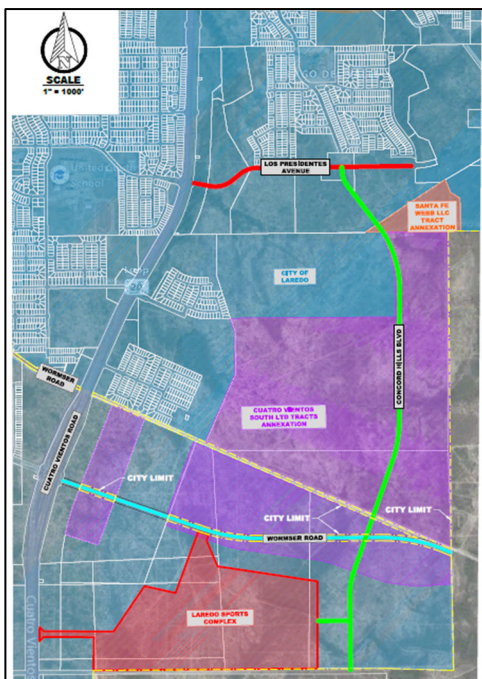 SCALE
1" = 1000'
LOS PRESIDENTES
AVENUE
SANTA FE
WEBB LLC
TRACT
ANNEXATION
CITY OF
LAREDO
CONCORD HILLS BLVD
WORMSER
ROAD
CUATRO VIENTOS ROAD
CUATRO VIENTOS
SOUTH LTD TRACTS
ANNEXATION
CITY LIMIT
CITY LIMIT
CITY LIMIT
WORMSER ROAD
LAREDO SPORTS
COMPLEX
Cuatro Vientos